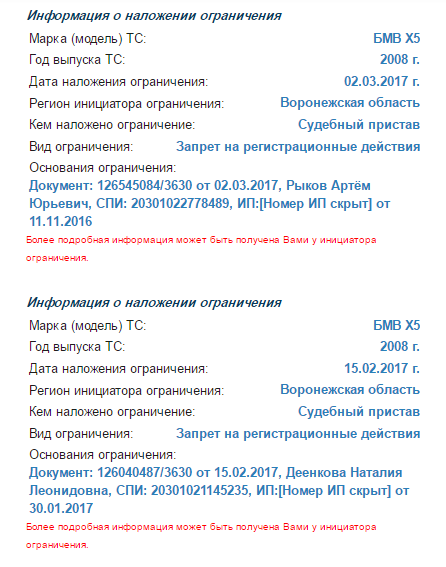 Информация о наложении ограничения
Марка (модель) ТС: БМВ Х5
Год выпуска ТС: 2008 г.
Дата наложения ограничения: 02.03.2017 г.
Регион инициатора ограничения: Воронежская область
Кем наложено ограничение: Судебный пристав
Вид ограничения: Запрет на регистрационные действия
Основания ограничения:
Документ: 126545084/3630 от 02.03.2017, Рыков Артём
Юрьевич, СПИ: 20301022778489, ИП:[Номер ИП скрыт] от
11.11.2016
Более подробная информация может быть получена Вами у инициатора
ограничения.
Информация о наложении ограничения
Марка (модель) ТС: БМВ Х5
Год выпуска ТС: 2008 г.
Дата наложения ограничения: 15.02.2017 г.
Регион инициатора ограничения: Воронежская область
Кем наложено ограничение: Судебный пристав
Вид ограничения: Запрет на регистрационные действия
Основания ограничения:
Документ: 126040487/3630 от 15.02.2017, Деенкова Наталия
Леонидовна, СПИ: 20301021145235, ИП:[Номер ИП скрыт] от
30.01.2017
Более подробная информация может быть получена Вами у инициатора
ограничения.